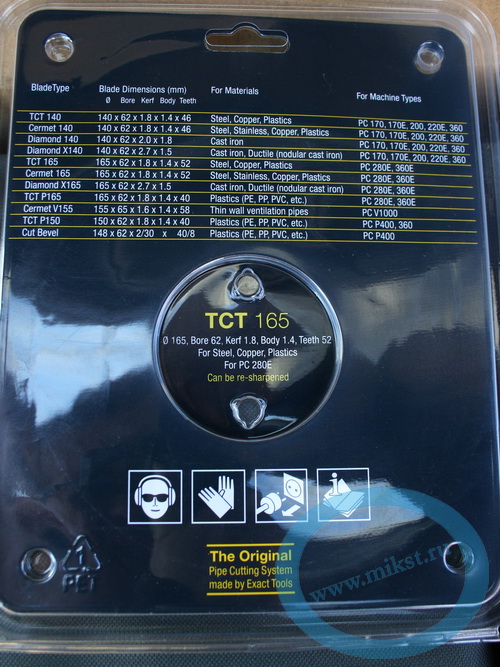 BladeType Blade Dimensions (mm) For Materials For Machine Types
Ø Bore Kerf Body Teeth
TCT 140 140 x 62 x 1.8 x 1.4 x 46 Steel, Copper, Plastics PC 170, 170E, 200, 220E, 360
Cermet 140 140 x 62 x 1.8 x 1.4 x 46 Steel, Stainless, Copper, Plastics PC 170, 170E, 200, 220E, 360
Diamond 140 140 x 62 x 2.0 x 1.8 Cast iron PC 170, 170E, 200, 220E, 360
Diamond X140 140 x 62 x 2.7 x 1.5 Cast iron, Ductile (nodular cast iron) PC 170, 170E, 200, 220E, 360
TCT 165 165 x 62 x 1.8 x 1.4 x 52 Steel, Copper, Plastics PC 280E, 360E
Cermet 165 165 x 62 x 1.8 x 1.4 x 52 Steel, Stainless, Copper, Plastics PC 280E, 360E
Diamond X165 165 x 62 x 2.7 x 1.5 Cast iron, Ductile (nodular cast iron) PC 280E, 360E
TCT P165 165 x 62 x 1.8 x 1.4 x 40 Plastics (PE, PP, PVC, etc.) PC 280E, 360E
Cermet V155 155 x 65 x 1.6 x 1.4 x 58 Thin wall ventilation pipes PC V1000
TCT P150 150 x 62 x 1.8 x 1.4 x 40 Plastics (PE, PP, PVC, etc.) PC P400, 360
Cut Bevel 148 x 62 x 2/30 x 40/8 Plastics (PE, PP, PVC, etc.) PC P400
TCT 165
Ø 165, Bore 62, Kerf 1.8, Body 1.4, Teeth 52
For Steel, Copper, Plastics
For PC 280E
Can be re-sharpened
The Original
Pipe Cutting System
made by Exact Tools
1
PET
www.mikst.ru